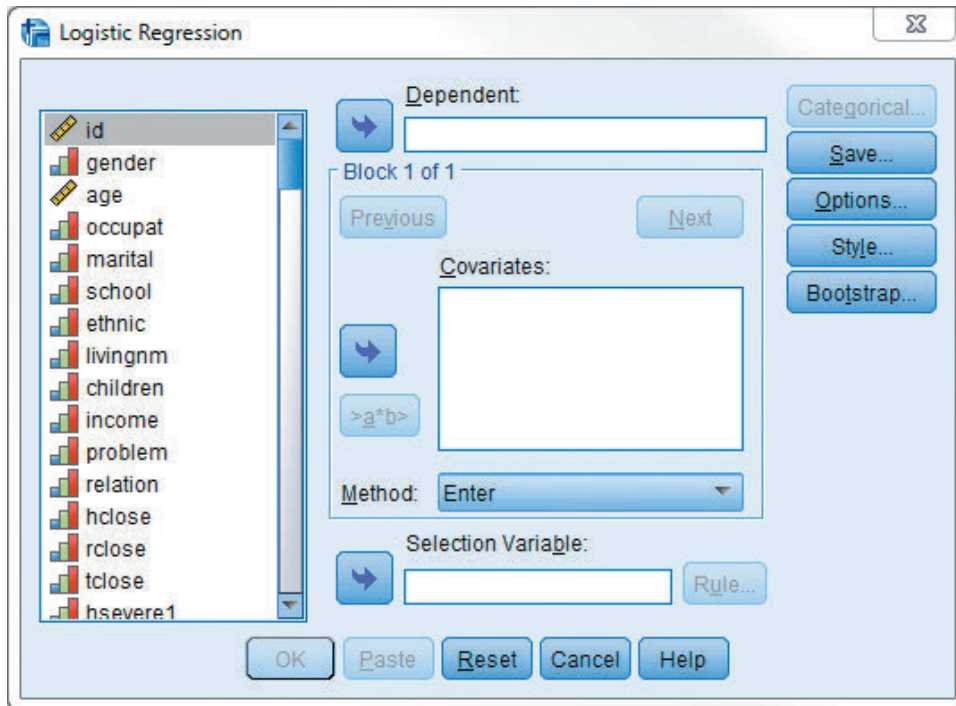 Logistic Regression
id
gender
age
occupat
marital
school
ethnic
livingnm
children
income
problem
relation
hclose
rclose
tclose
hsevere1
Dependent:
Block 1 of 1
Previous
Next
Covariates:
>a*b>
Method:
Enter
Selection Variable:
Rule...
Categorical...
Save...
Options...
Style...
Bootstrap...
OK
Paste
Reset
Cancel
Help